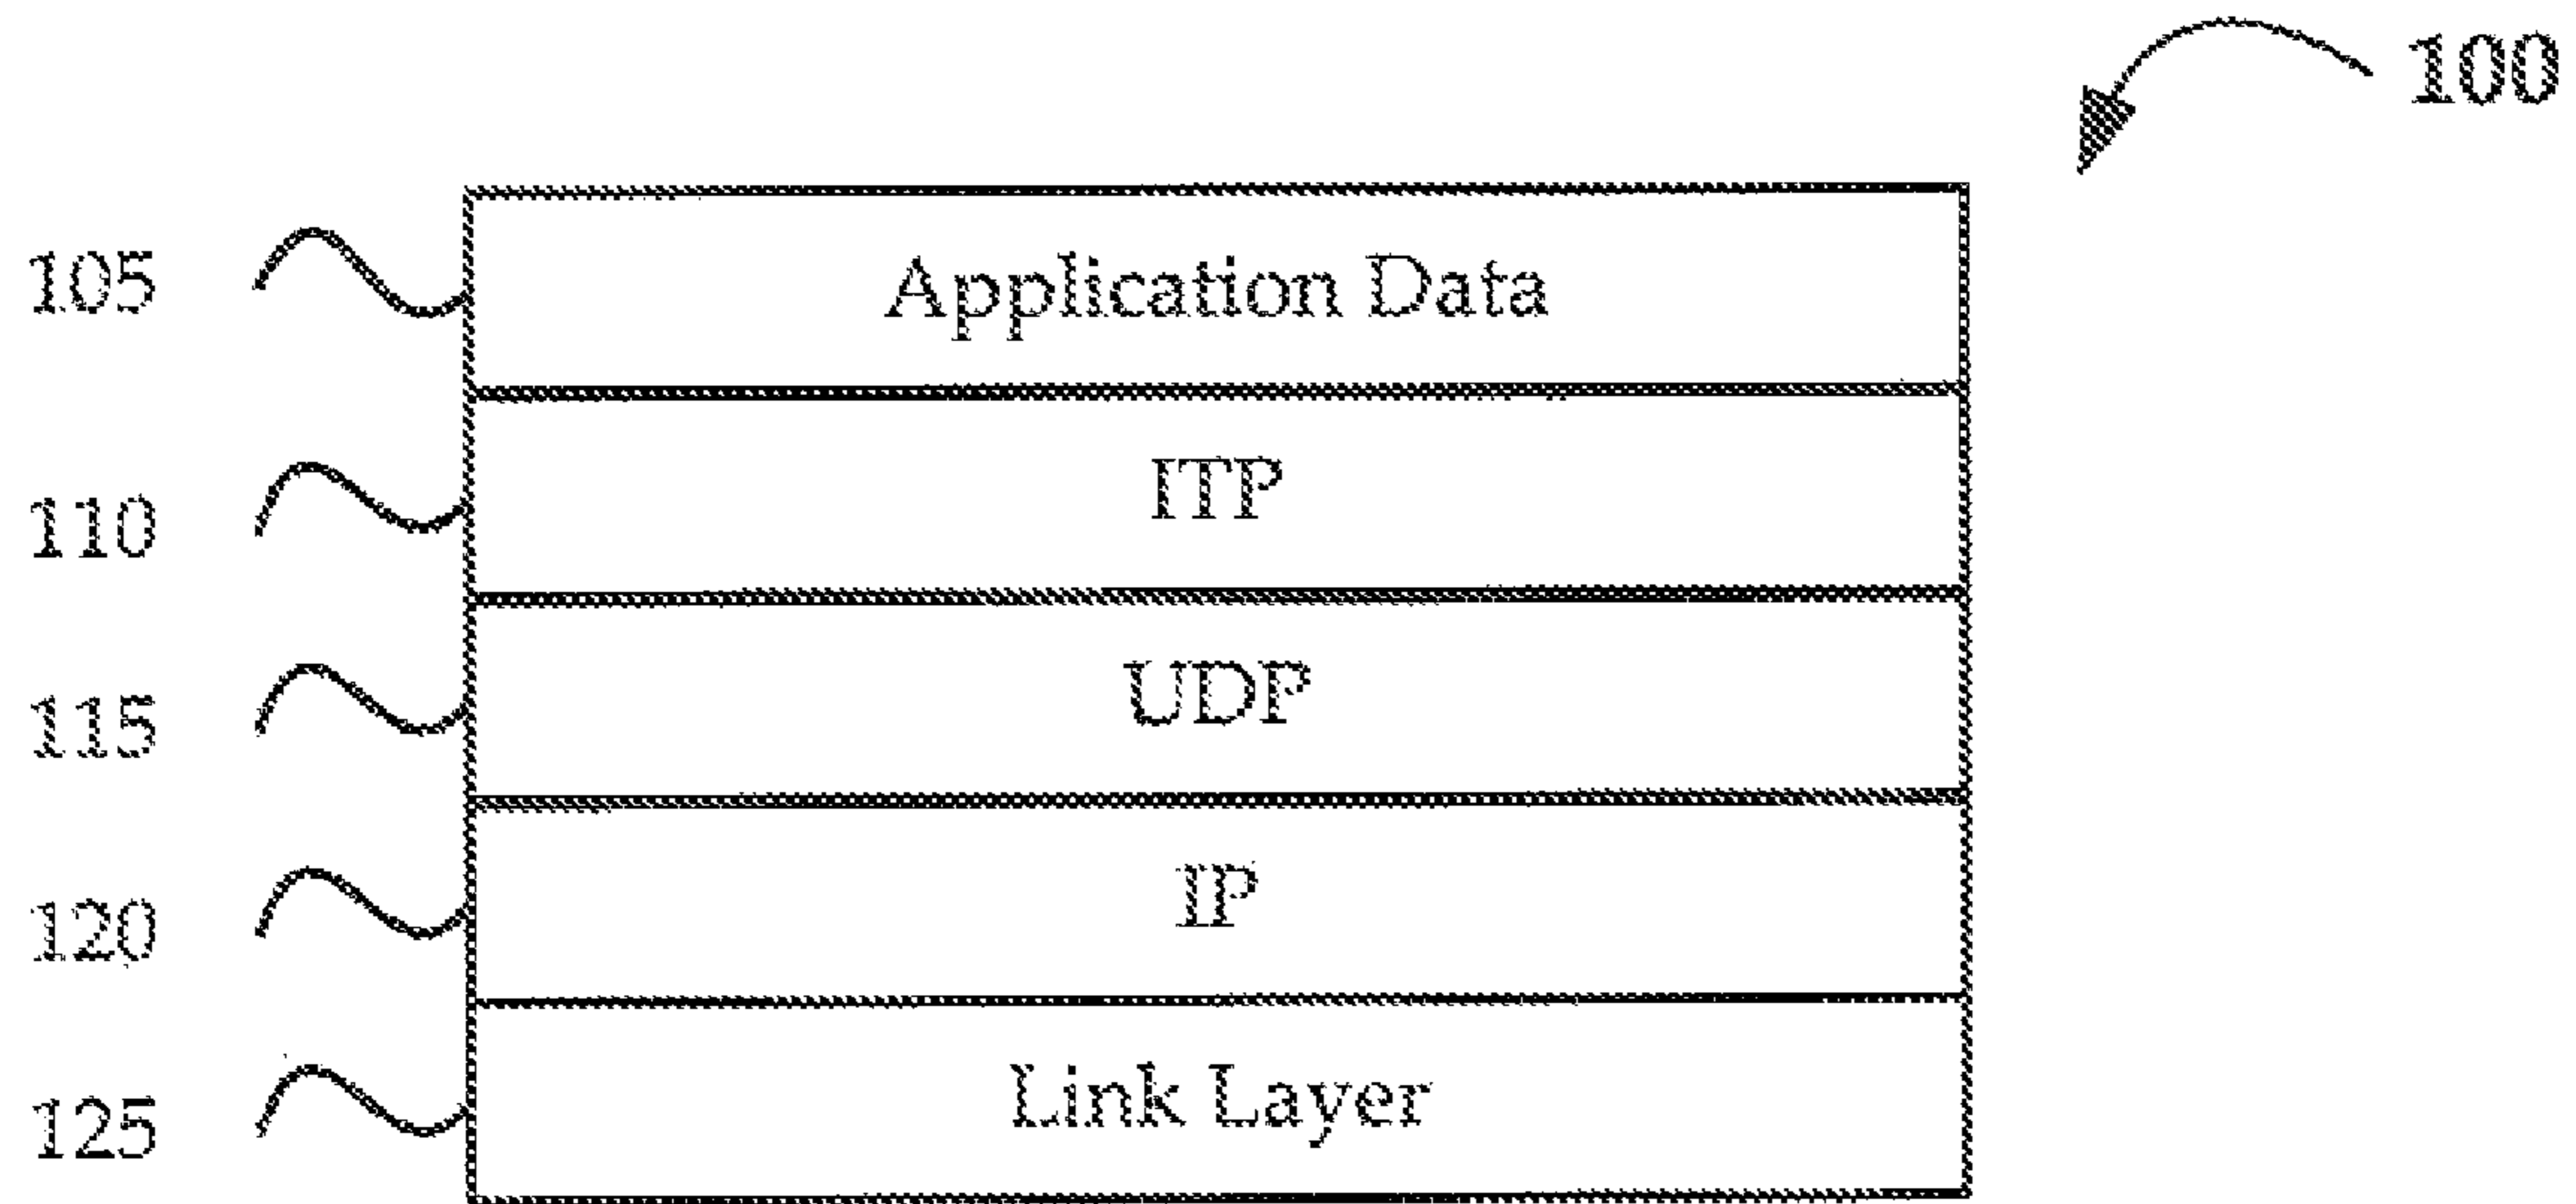 100
105 Application Data
110 ITP
115 UDP
120 IP
125 Link Layer